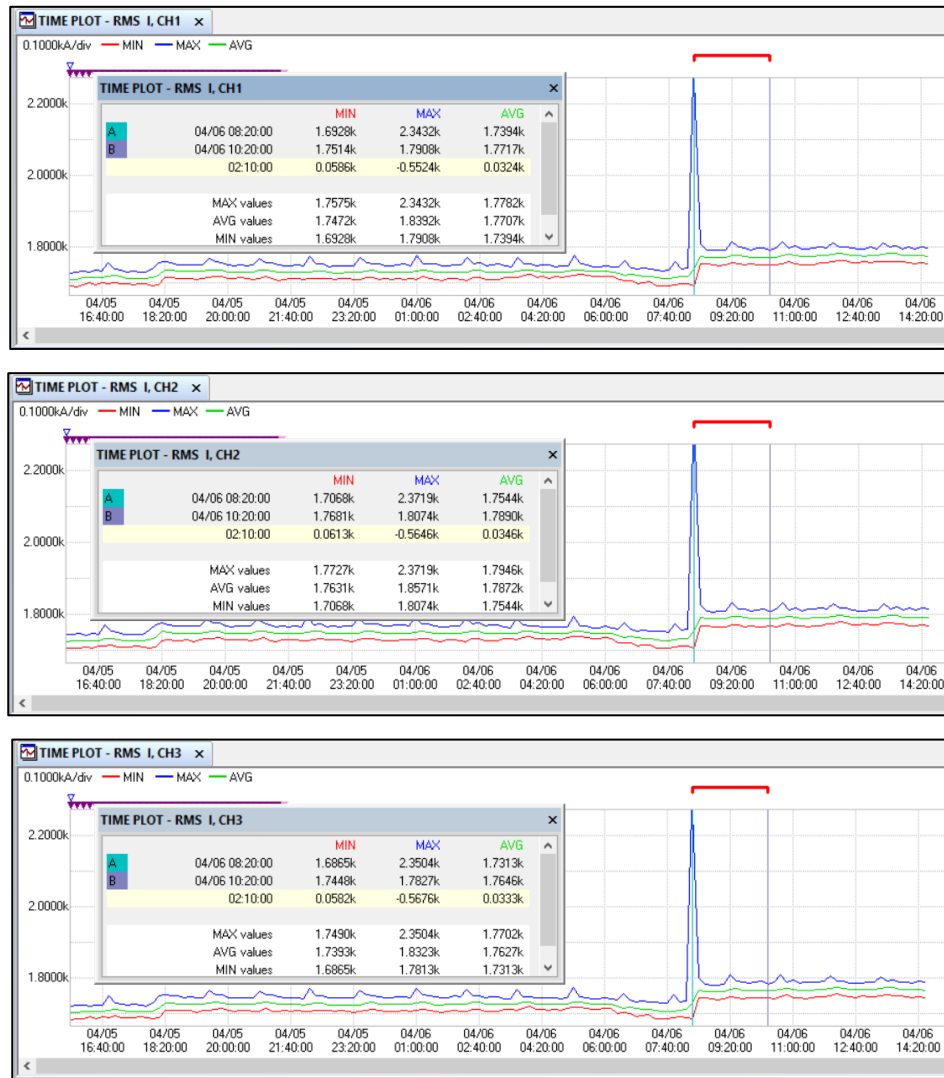 TIME PLOT - RMS I, CH1 ×
0.1000kA/div MIN MAX AVG
TIME PLOT - RMS I, CH1 ×
MIN MAX AVG
A 04/06 08:20:00 1.6928k 2.3432k 1.7394k
B 04/06 10:20:00 1.7514k 1.7908k 1.7717k
02:10:00 0.0586k -0.5524k 0.0324k
MAX values 1.7575k 2.3432k 1.7782k
AVG values 1.7472k 1.8392k 1.7707k
MIN values 1.6928k 1.7908k 1.7394k
2.2000k
2.0000k
1.8000k
04/05 04/05 04/05 04/05 04/05 04/06 04/06 04/06 04/06 04/06 04/06 04/06 04/06 04/06
16:40:00 18:20:00 20:00:00 21:40:00 23:20:00 01:00:00 02:40:00 04:20:00 06:00:00 07:40:00 09:20:00 11:00:00 12:40:00 14:20:00
TIME PLOT - RMS I, CH2 ×
0.1000kA/div MIN MAX AVG
TIME PLOT - RMS I, CH2 ×
MIN MAX AVG
A 04/06 08:20:00 1.7068k 2.3719k 1.7544k
B 04/06 10:20:00 1.7681k 1.8074k 1.7890k
02:10:00 0.0613k -0.5646k 0.0346k
MAX values 1.7727k 2.3719k 1.7946k
AVG values 1.7631k 1.8571k 1.7872k
MIN values 1.7068k 1.8074k 1.7544k
2.2000k
2.0000k
1.8000k
04/05 04/05 04/05 04/05 04/05 04/06 04/06 04/06 04/06 04/06 04/06 04/06 04/06 04/06
16:40:00 18:20:00 20:00:00 21:40:00 23:20:00 01:00:00 02:40:00 04:20:00 06:00:00 07:40:00 09:20:00 11:00:00 12:40:00 14:20:00
TIME PLOT - RMS I, CH3 ×
0.1000kA/div MIN MAX AVG
TIME PLOT - RMS I, CH3 ×
MIN MAX AVG
A 04/06 08:20:00 1.6865k 2.3504k 1.7313k
B 04/06 10:20:00 1.7448k 1.7827k 1.7646k
02:10:00 0.0582k -0.5676k 0.0333k
MAX values 1.7490k 2.3504k 1.7702k
AVG values 1.7393k 1.8323k 1.7627k
MIN values 1.6865k 1.7813k 1.7313k
2.2000k
2.0000k
1.8000k
04/05 04/05 04/05 04/05 04/05 04/06 04/06 04/06 04/06 04/06 04/06 04/06 04/06 04/06
16:40:00 18:20:00 20:00:00 21:40:00 23:20:00 01:00:00 02:40:00 04:20:00 06:00:00 07:40:00 09:20:00 11:00:00 12:40:00 14:20:00